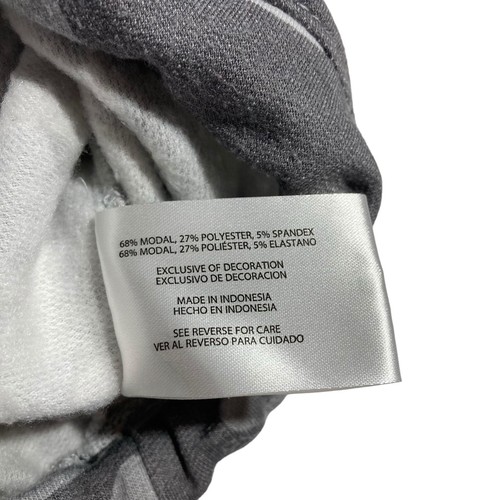 68% MODAL, 27% POLYESTER, 5% SPANDEX
68% MODAL, 27% POLIÉSTER, 5% ELASTANO
EXCLUSIVE OF DECORATION
EXCLUSIVO DE DECORACION
MADE IN INDONESIA
HECHO EN INDONESIA
SEE REVERSE FOR CARE
VER AL REVERSO PARA CUIDADO